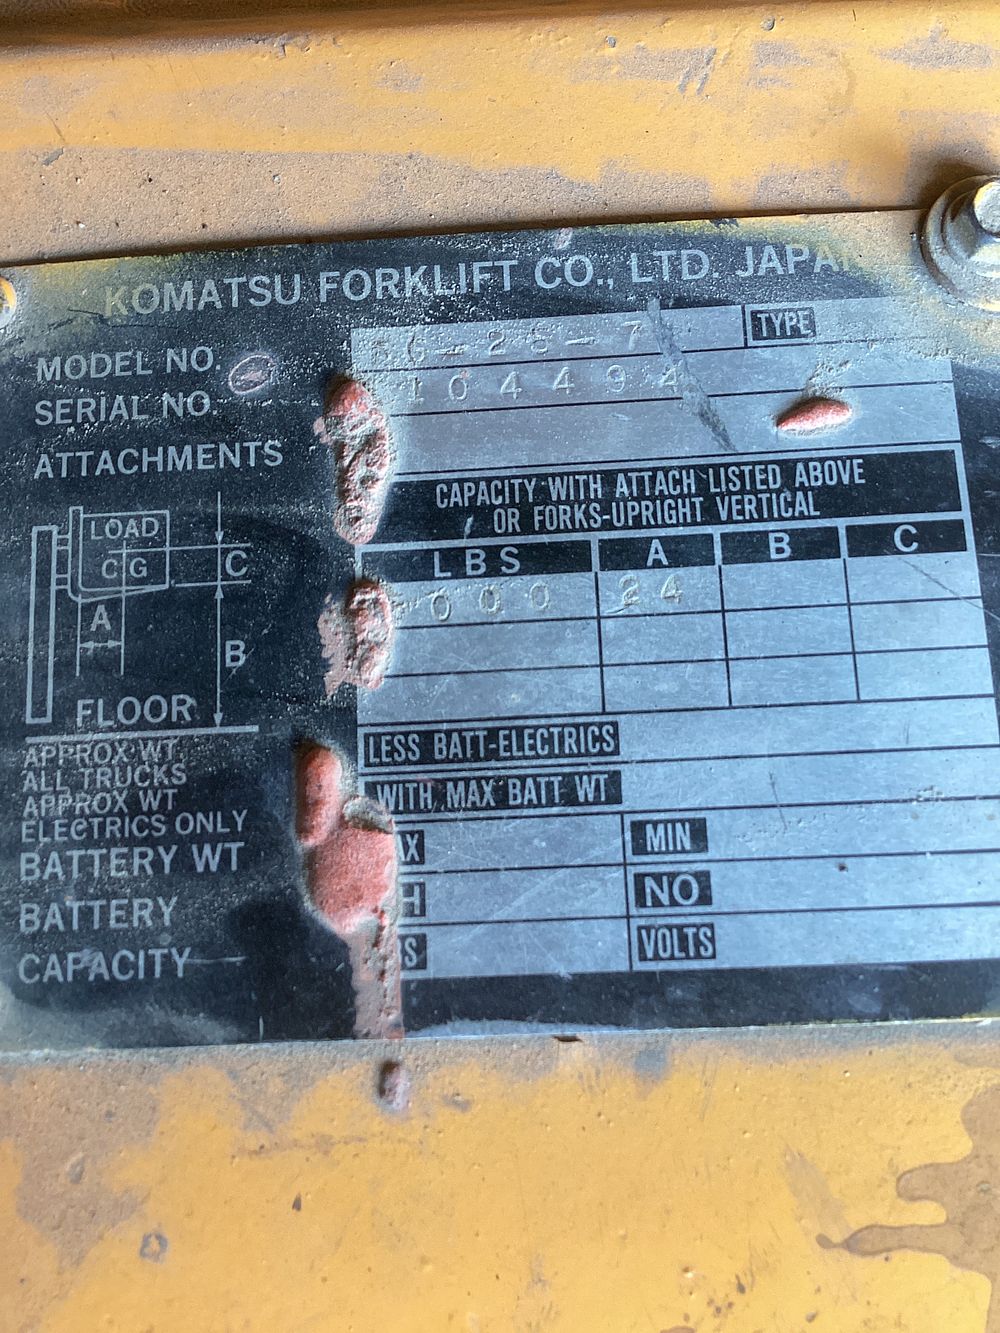 KOMATSU FORKLIFT CO., LTD. JAPAN
MODEL NO. TYPE
SERIAL NO. 104494
ATTACHMENTS
CAPACITY WITH ATTACH LISTED ABOVE
OR FORKS-UPRIGHT VERTICAL
LBS A B C
000 24
LOAD
CG
C
A
B
FLOOR
APPROX WT.
ALL TRUCKS
LESS BATT-ELECTRICS
APPROX WT
ELECTRICS ONLY
WITH MAX BATT WT
BATTERY WT MIN
BATTERY NO
CAPACITY VOLTS